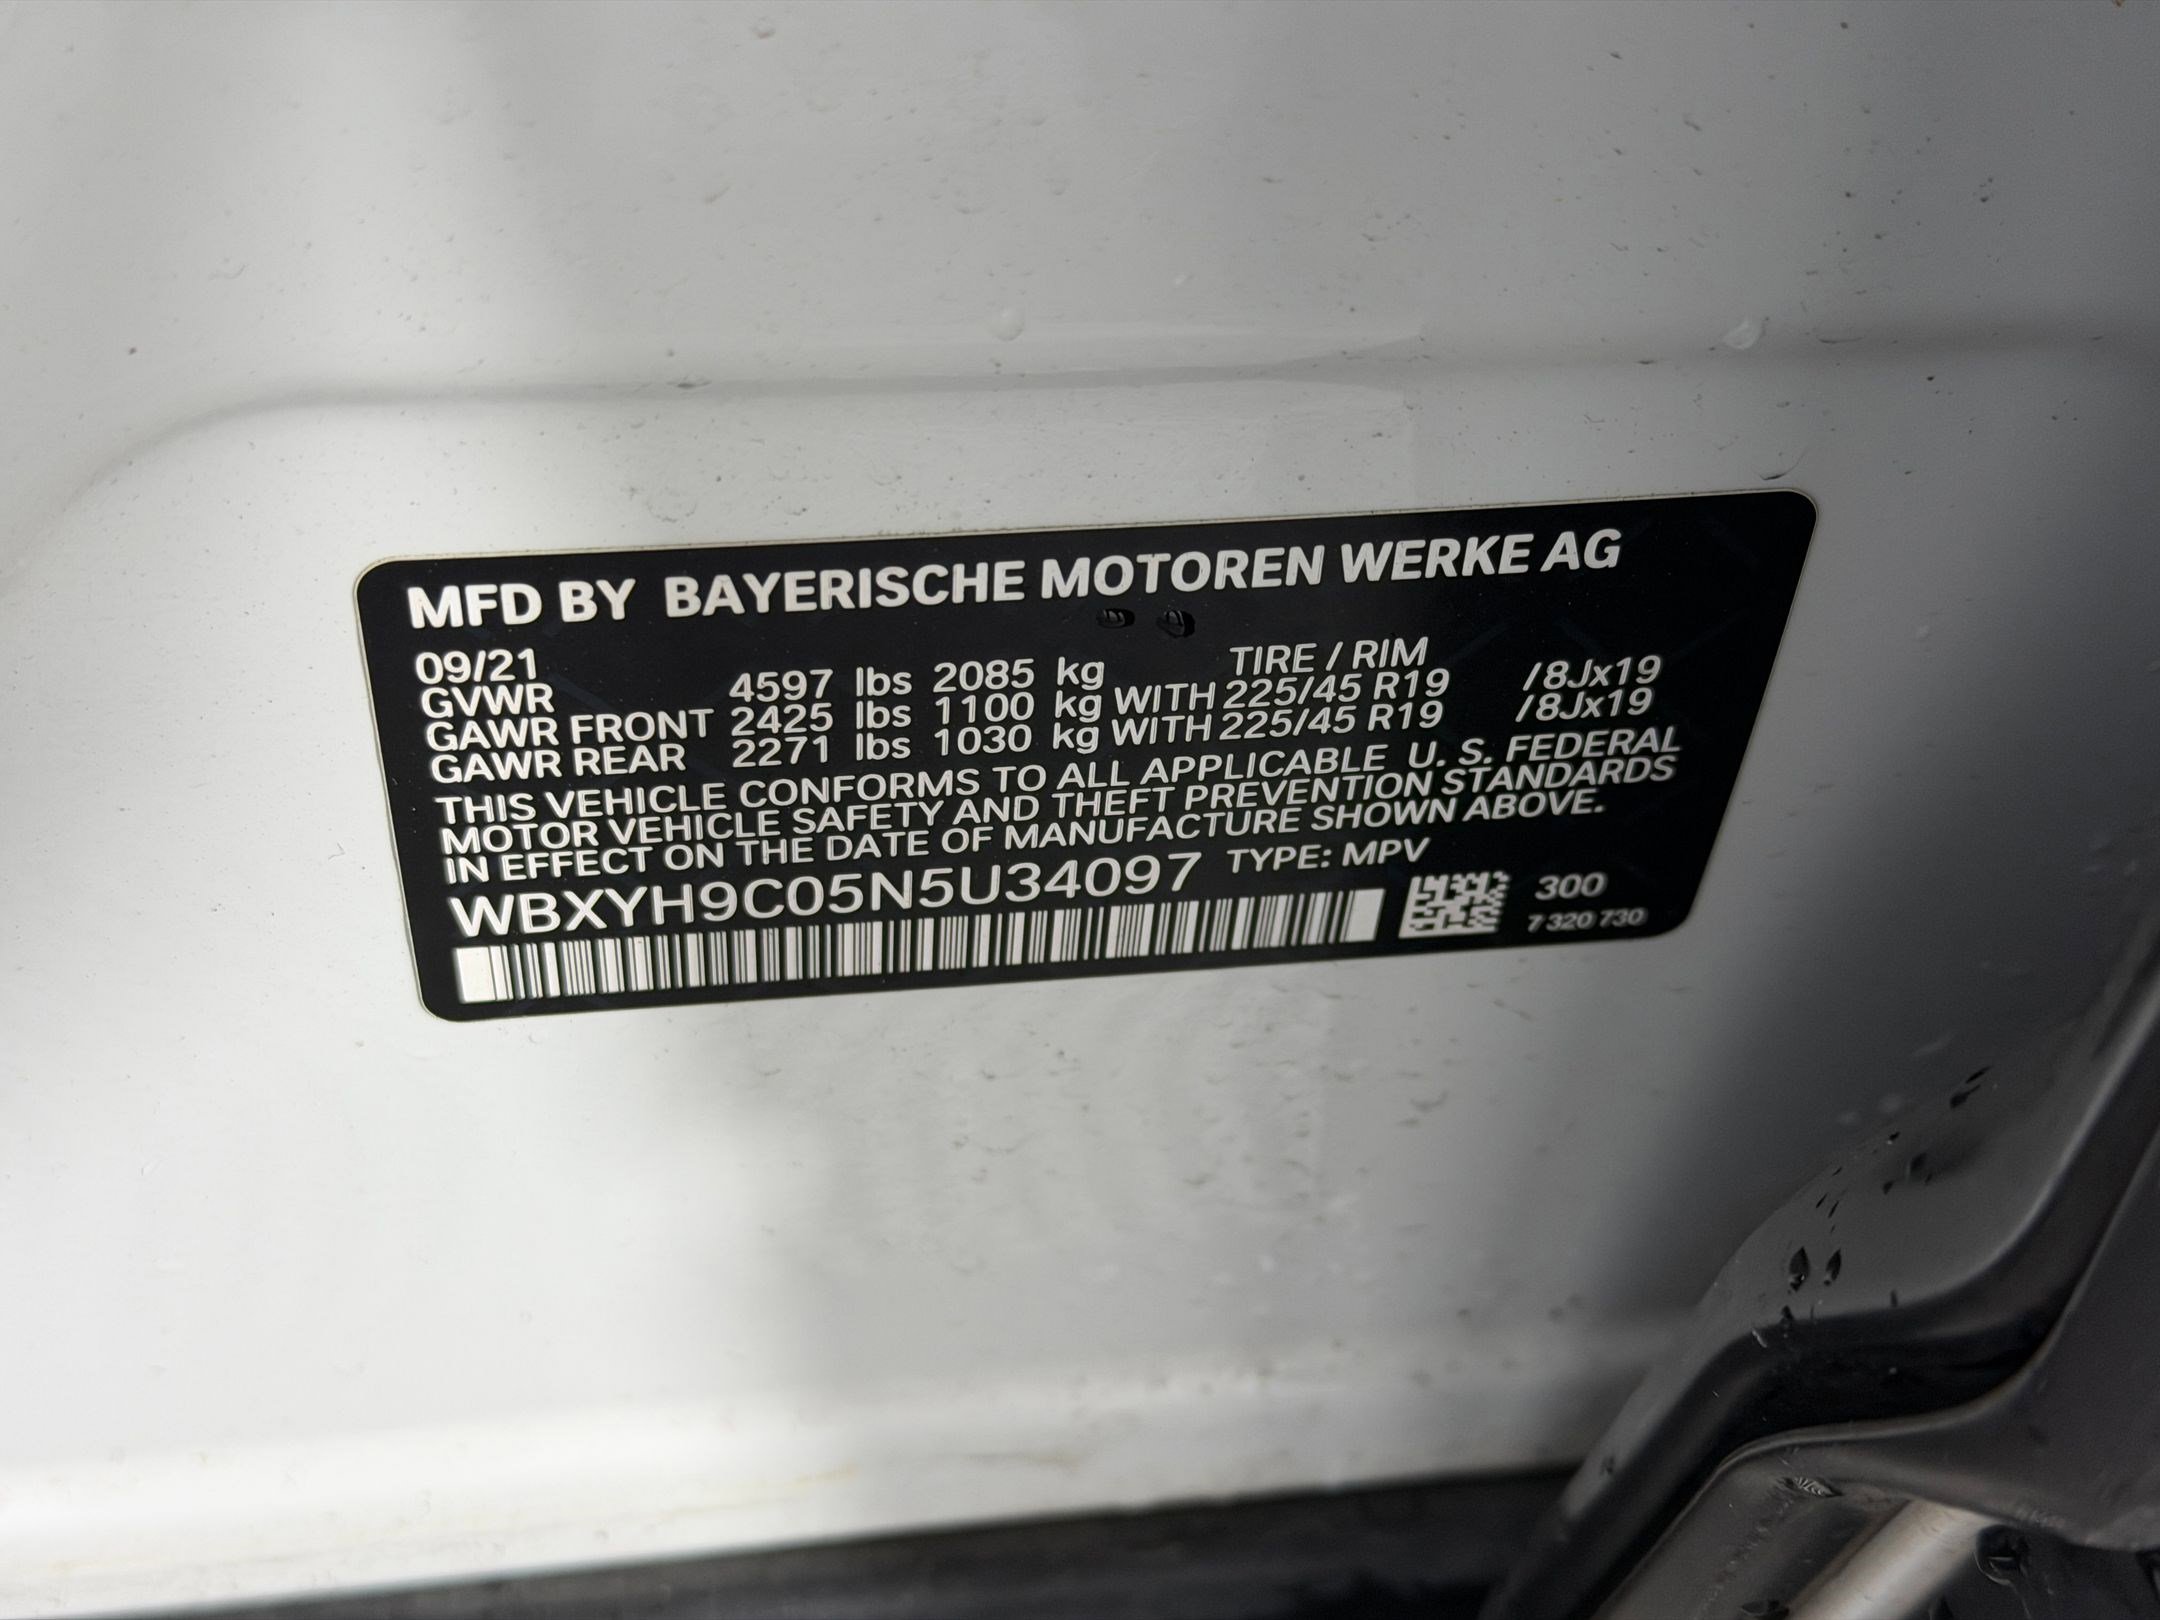 MFD BY BAYERISCHE MOTOREN WERKE AG
09/21 TIRE / RIM
GVWR 4597 lbs 2085 kg
GAWR FRONT 2425 lbs 1100 kg WITH 225/45 R19 /8Jx19
GAWR REAR 2271 lbs 1030 kg WITH 225/45 R19 /8Jx19
THIS VEHICLE CONFORMS TO ALL APPLICABLE U. S. FEDERAL
MOTOR VEHICLE SAFETY AND THEFT PREVENTION STANDARDS
IN EFFECT ON THE DATE OF MANUFACTURE SHOWN ABOVE.
WBXYH9C05N5U34097 TYPE: MPV
300
7 320 730